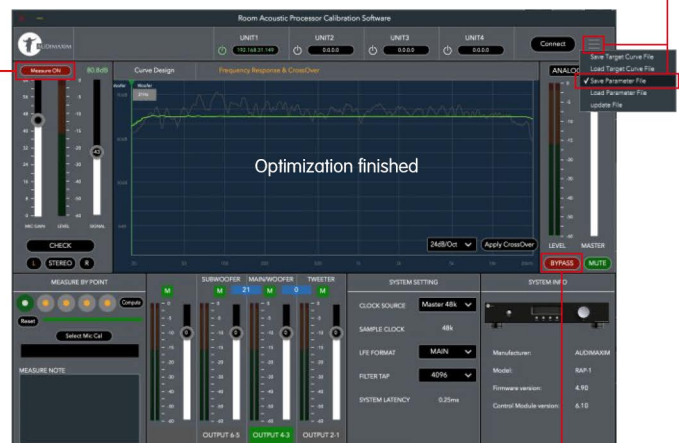 Room Acoustic Processor Calibration Software
AUDIMAXIM
UNIT1
192.168.31.149
UNIT2
0.0.0.0
UNIT3
0.0.0.0
UNIT4
0.0.0.0
Connect
Save Target Curve File
Load Target Curve File
✓ Save Parameter File
Load Parameter File
update File
Measure ON
80.8dB
Curve Design
Frequency Response & CrossOver
ANALOG
Woofer
Optimization finished
-42
MIC GAIN
LEVEL
SIGNAL
CHECK
L
STEREO
R
24dB/Oct
Apply CrossOver
LEVEL
MASTER
BYPASS
MUTE
MEASURE BY POINT
Compute
Reset
Select Mic Cal
MEASURE NOTE
SUBWOOFER
MAIN/WOOFER
TWEETER
M
M
21
M
0
M
OUTPUT 6-5
OUTPUT 4-3
OUTPUT 2-1
SYSTEM SETTING
CLOCK SOURCE
Master 48k
SAMPLE CLOCK
48k
LFE FORMAT
MAIN
FILTER TAP
4096
SYSTEM LATENCY
0.25ms
SYSTEM INFO
Manufacturer:
AUDIMAXIM
Model:
RAP-1
Firmware version:
4.90
Control Module version:
6.10